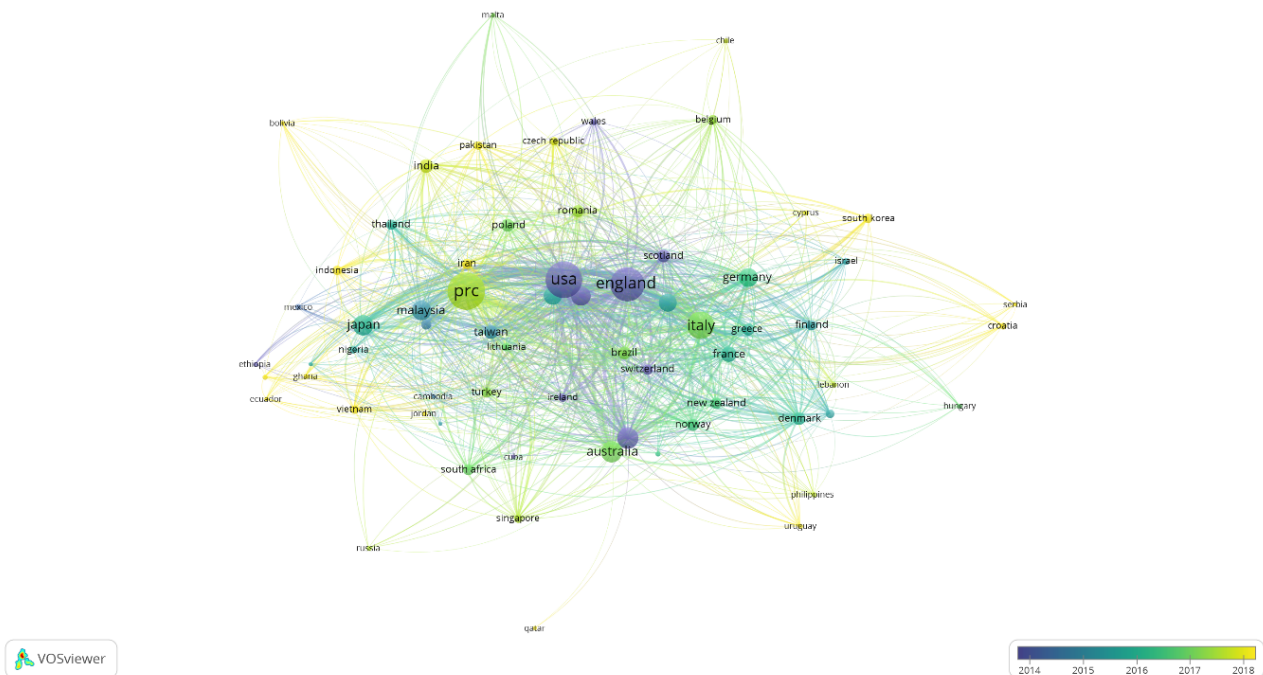 malta
chile
bolivia
wales
belgium
pakistan
czech republic
india
thailand
poland
romania
cyprus
south korea
indonesia
iran
usa
scotland
england
germany
israel
prc
mexico
malaysia
serbia
japan
taiwan
italy
greece
finland
croatia
nigeria
lithuania
brazil
france
ethiopia
ghana
switzerland
lebanon
ecuador
vietnam
cambodia
turkey
ireland
new zealand
hungary
jordan
norway
denmark
australia
cuba
south africa
singapore
philippines
uruguay
russia
qatar
VOSviewer
2014 2015 2016 2017 2018